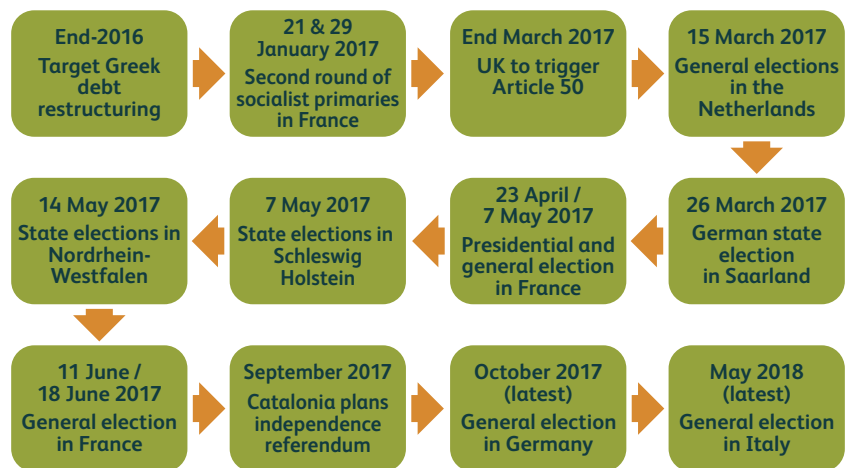 End-2016
Target Greek
debt
restructuring
21 & 29
January 2017
Second round of
socialist primaries
in France
End March 2017
UK to trigger
Article 50
15 March 2017
General elections
in the
Netherlands
26 March 2017
German state
election
in Saarland
23 April /
7 May 2017
Presidential and
general election
in France
7 May 2017
State elections in
Schleswig
Holstein
14 May 2017
State elections in
Nordrhein-
Westfalen
11 June /
18 June 2017
General election
in France
September 2017
Catalonia plans
independence
referendum
October 2017
(latest)
General election
in Germany
May 2018
(latest)
General election
in Italy